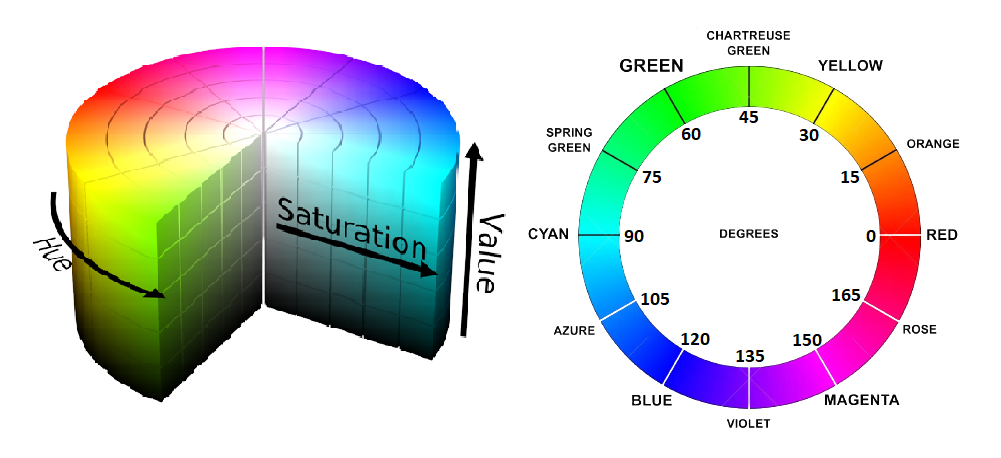 Hue
Saturation
Value
CHARTREUSE
GREEN
GREEN
YELLOW
45
60
30
SPRING
GREEN
ORANGE
75
15
CYAN
90
DEGREES
0
RED
105
165
AZURE
ROSE
120
150
135
BLUE
MAGENTA
VIOLET